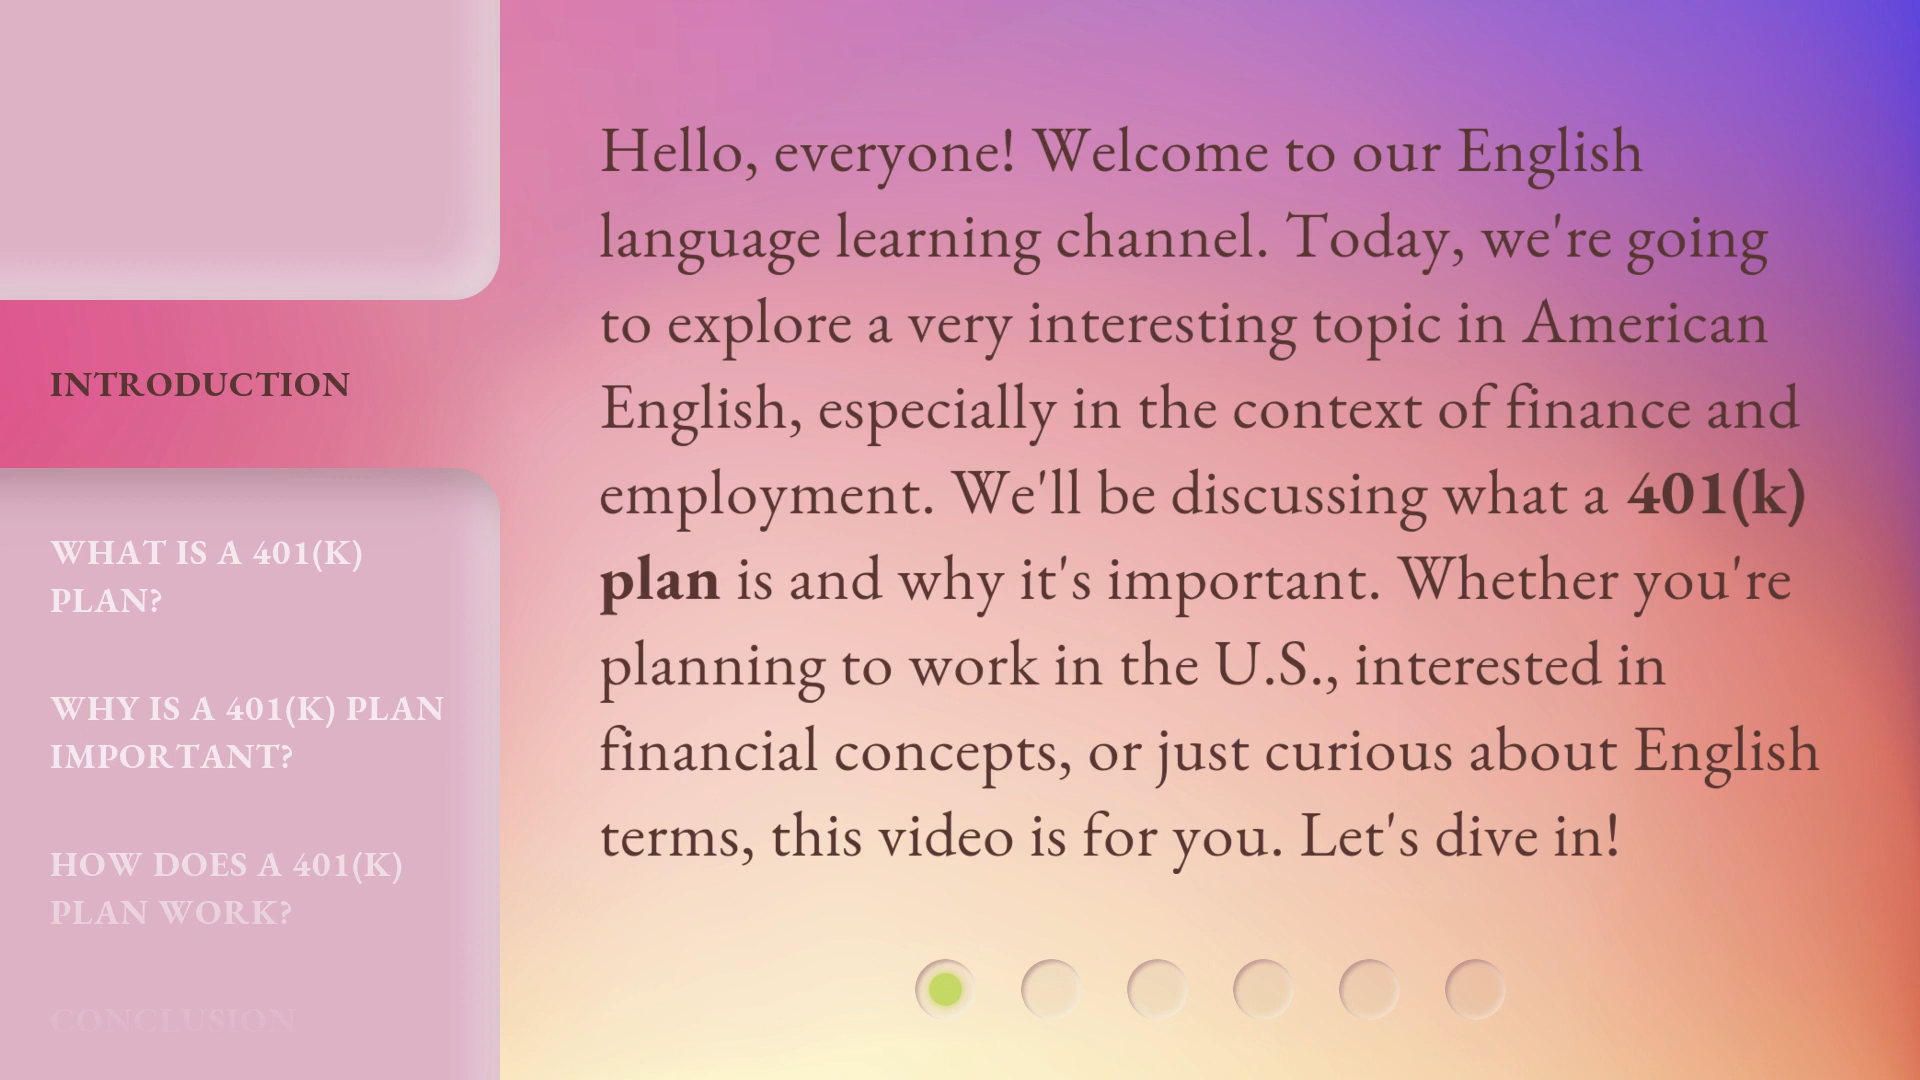 INTRODUCTION
WHAT IS A 401(K)
PLAN?
WHY IS A 401(K) PLAN
IMPORTANT?
HOW DOES A 401(K)
PLAN WORK?
CONCLUSION
Hello, everyone! Welcome to our English
language learning channel. Today, we're going
to explore a very interesting topic in American
English, especially in the context of finance and
employment. We'll be discussing what a 401(k)
plan is and why it's important. Whether you're
planning to work in the U.S., interested in
financial concepts, or just curious about English
terms, this video is for you. Let's dive in!